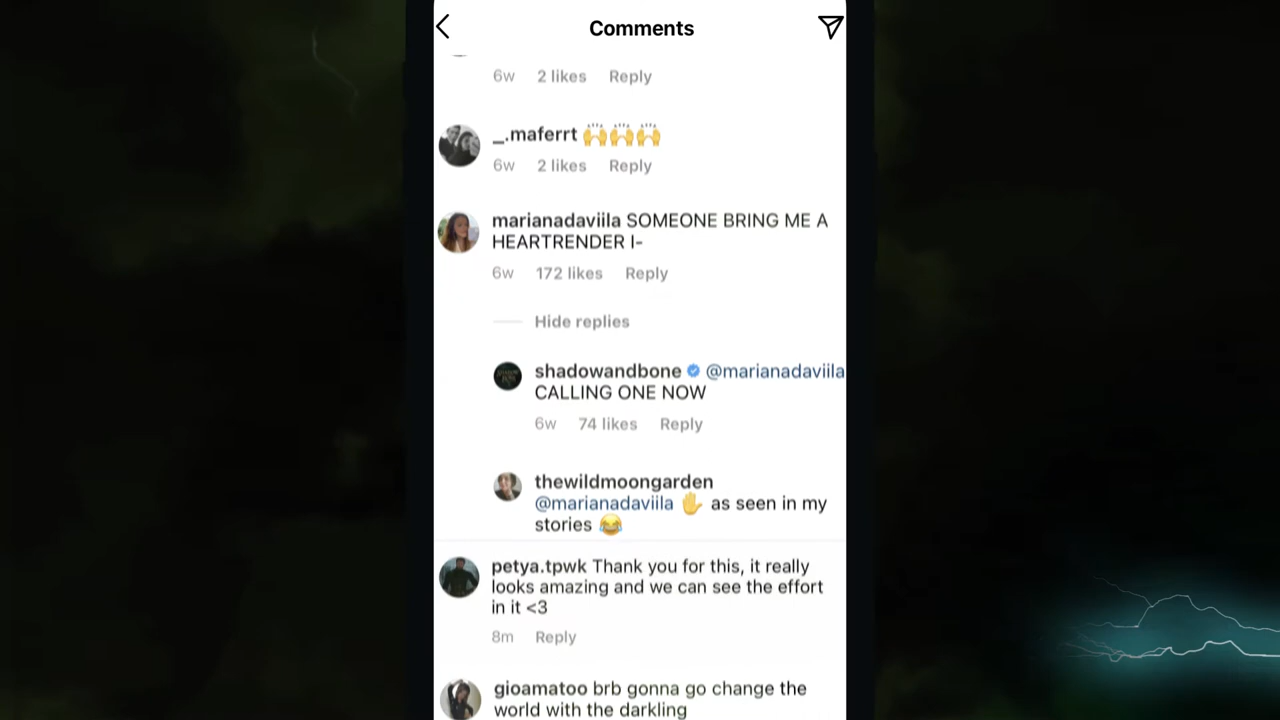 Comments
6w 2 likes Reply
_.maferrt 🙌🙌🙌
6w 2 likes Reply
marianadaviila SOMEONE BRING ME A
HEARTRENDER I-
6w 172 likes Reply
Hide replies
shadowandbone @marianadaviila
CALLING ONE NOW
6w 74 likes Reply
thewildmoongarden
@marianadaviila ✋ as seen in my
stories 😂
petya.tpwk Thank you for this, it really
looks amazing and we can see the effort
in it <3
8m Reply
gioamatoo brb gonna go change the
world with the darkling